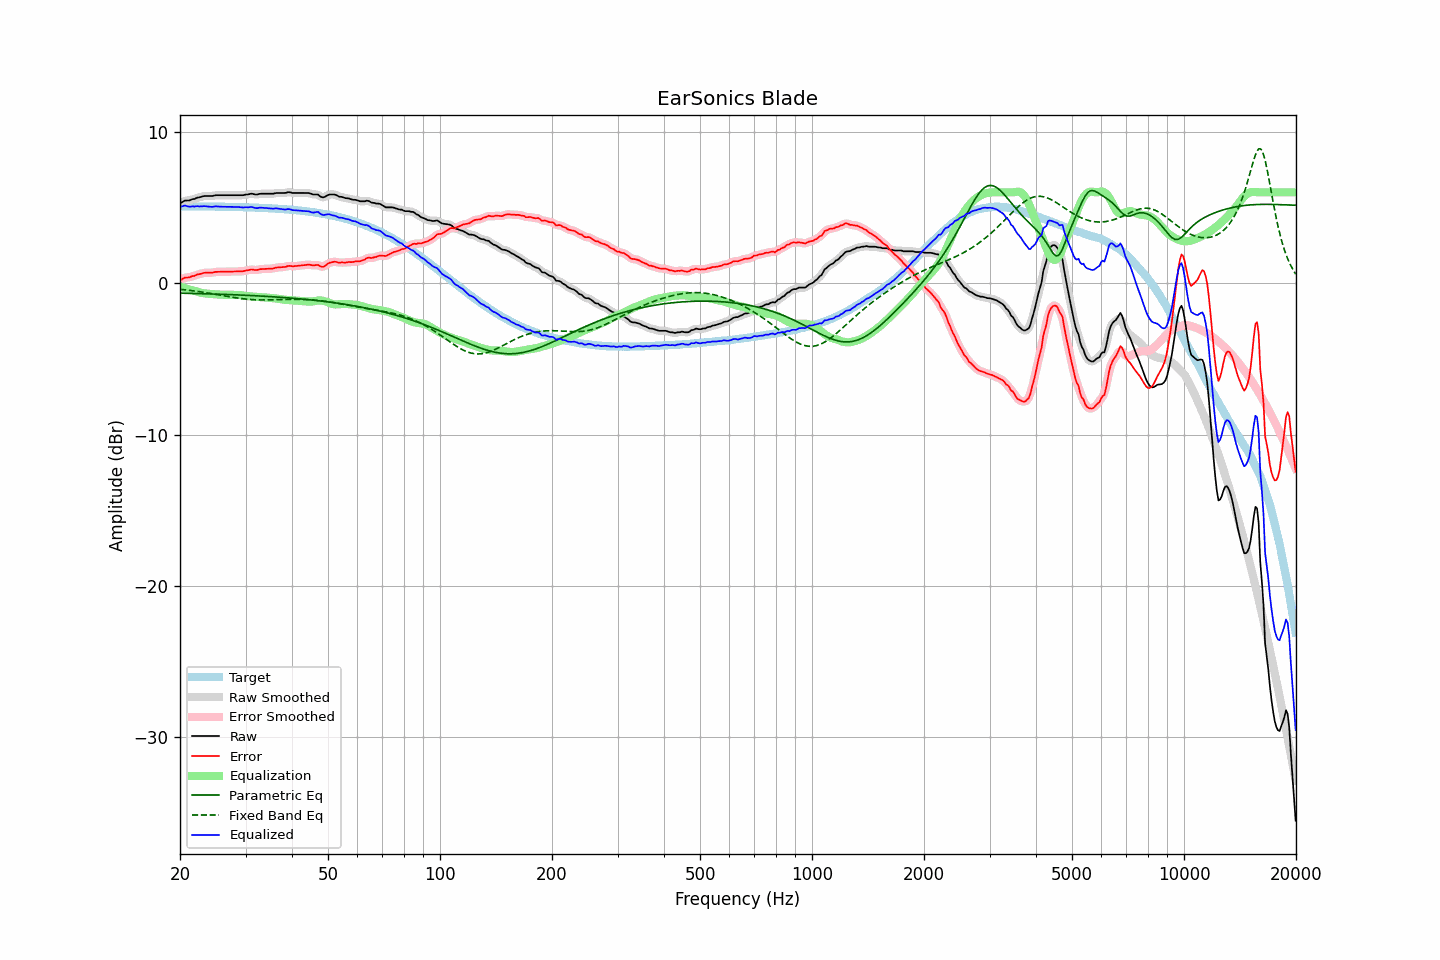 EarSonics Blade
10
0
−10
−20
−30
Amplitude (dBr)
Target
Raw Smoothed
Error Smoothed
Raw
Error
Equalization
Parametric Eq
Fixed Band Eq
Equalized
20 50 100 200 500 1000 2000 5000 10000 20000
Frequency (Hz)